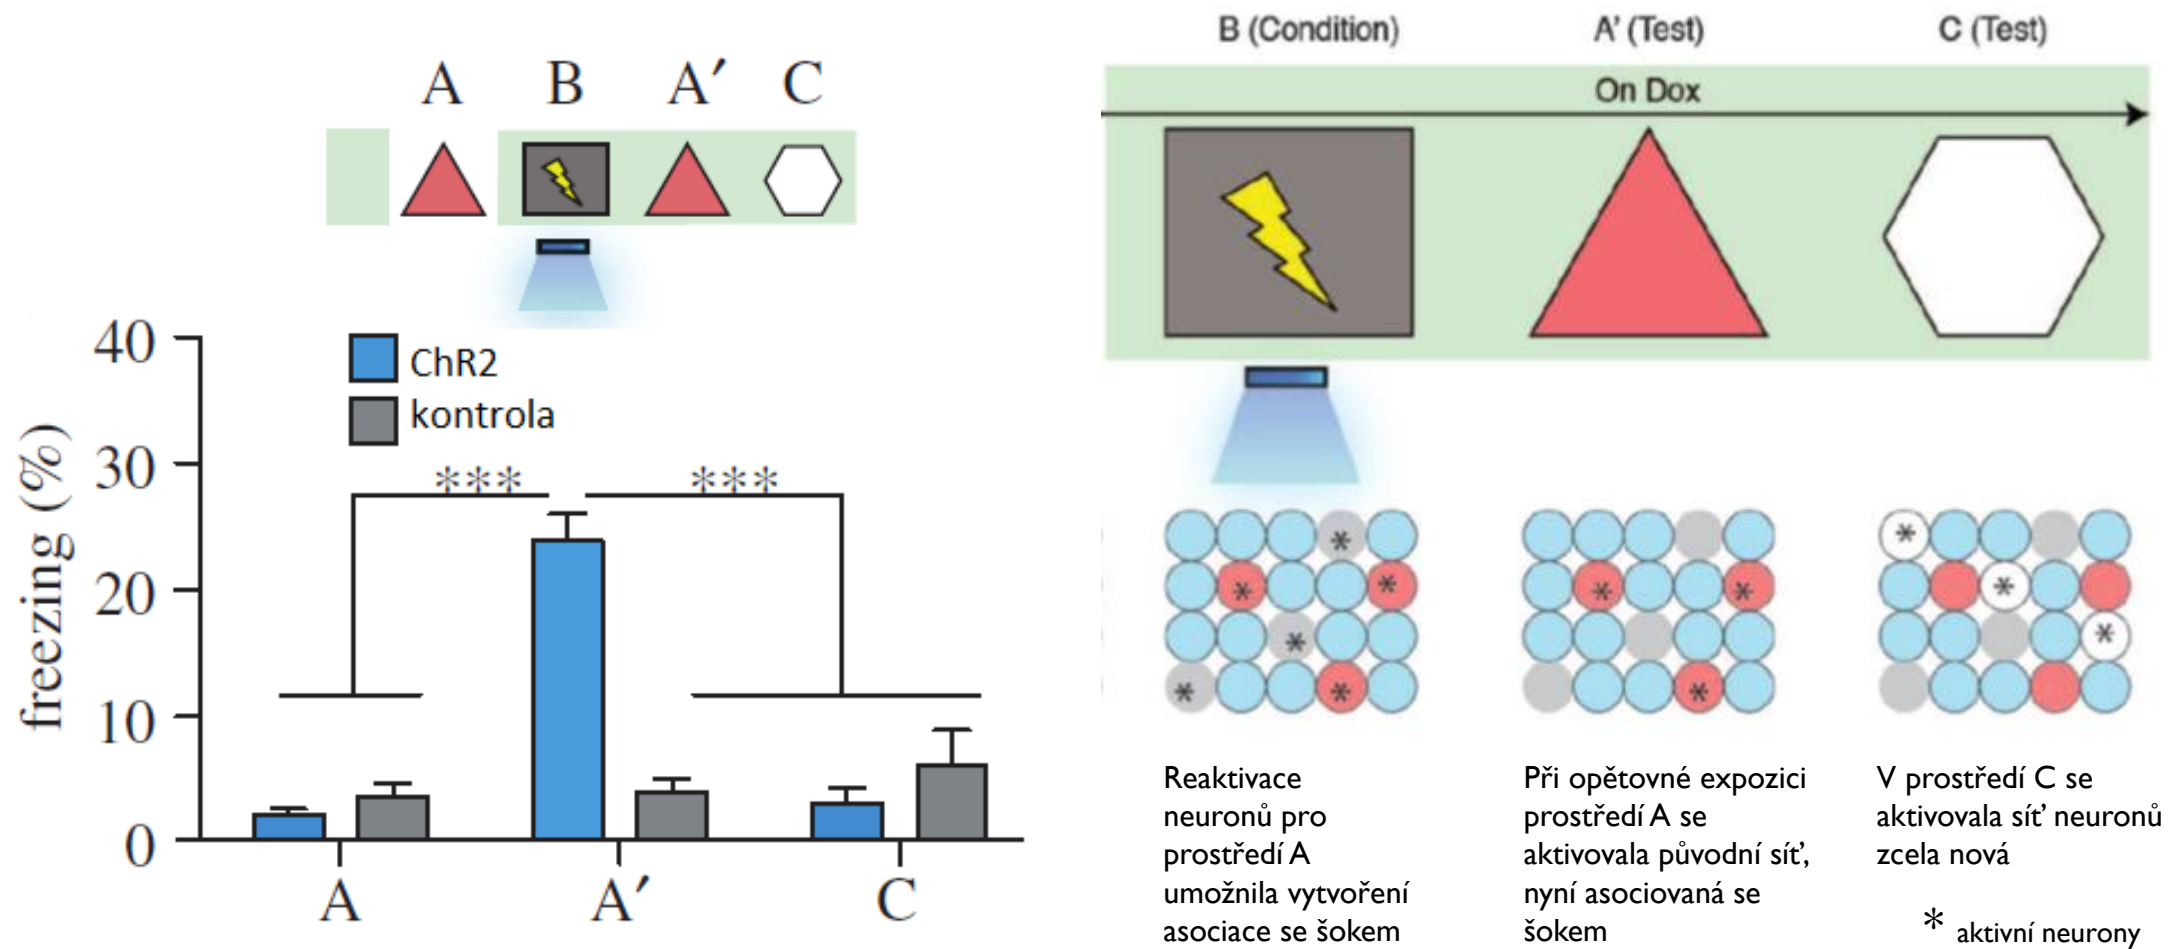 A B A′ C
40
30
20
10
0
freezing (%)
ChR2
kontrola
*** ***
A A′ C
B (Condition) A’ (Test) C (Test)
On Dox
* * *
* * * * * *
* * *
* * * *
Reaktivace
neuronů pro
prostředí A
umožnila vytvoření
asociace se šokem
Při opětovné expozici
prostředí A se
aktivovala původní síť,
nyní asociovaná se
šokem
V prostředí C se
aktivovala síť neuronů
zcela nová
* aktivní neurony